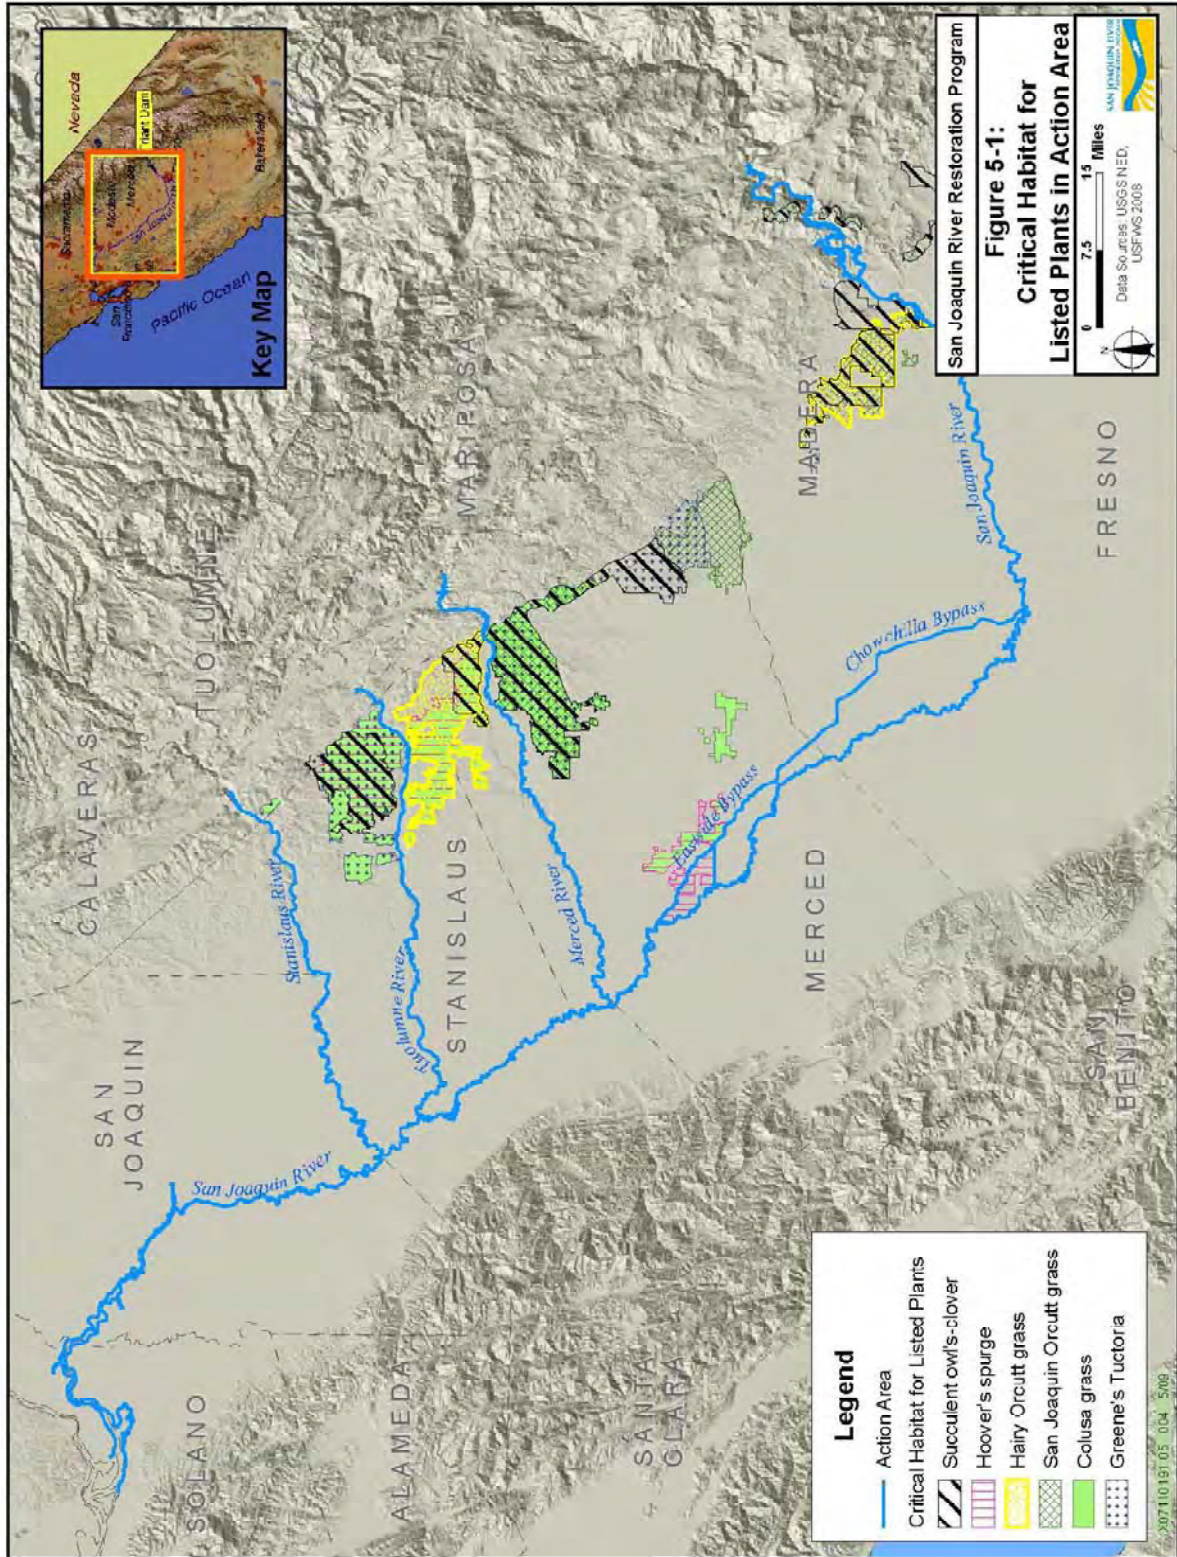 Nevada
Sacramento
Modesto
Merced
Friant Dam
San
Francisco
Bakersfield
Pacific Ocean
Key Map
CALAVERAS
TUOLUMNE
MARIPOSA
SAN
JOAQUIN
Stanislaus River
Tuolumne River
STANISLAUS
Merced River
MADERA
San Joaquin River
SOLANO
ALAMEDA
SANTA
CLARA
Eastside Bypass
MERCED
Chowchilla Bypass
San Joaquin River
FRESNO
SAN
BENITO
Legend
Action Area
Critical Habitat for Listed Plants
Succulent owl's-clover
Hoover's spurge
Hairy Orcutt grass
San Joaquin Orcutt grass
Colusa grass
Greene's Tuctoria
San Joaquin River Restoration Program
Figure 5-1:
Critical Habitat for
Listed Plants in Action Area
N
0 7.5 15
Miles
Data Sources: USGS NED,
USFWS 2008
SAN JOAQUIN RIVER